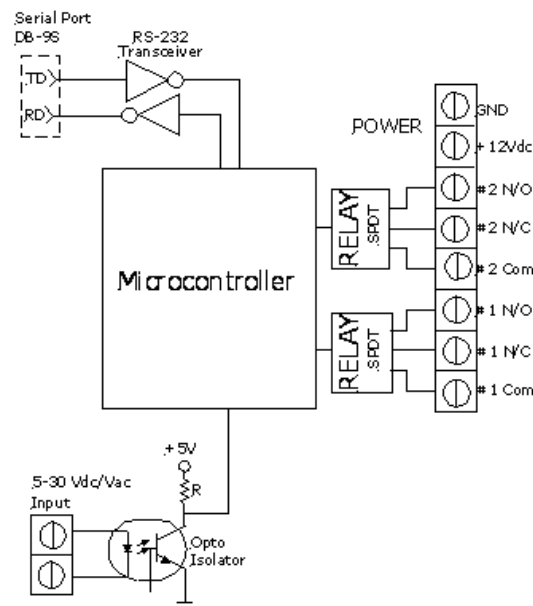 Serial Port
DB-9S
RS-232
Transceiver
TD
RD
POWER
GND
+12Vdc
#2 N/O
#2 N/C
#2 Com
#1 N/O
#1 N/C
#1 Com
RELAY
SPDT
RELAY
SPDT
Microcontroller
+5V
R
5-30 Vdc/Vac
Input
Opto
Isolator